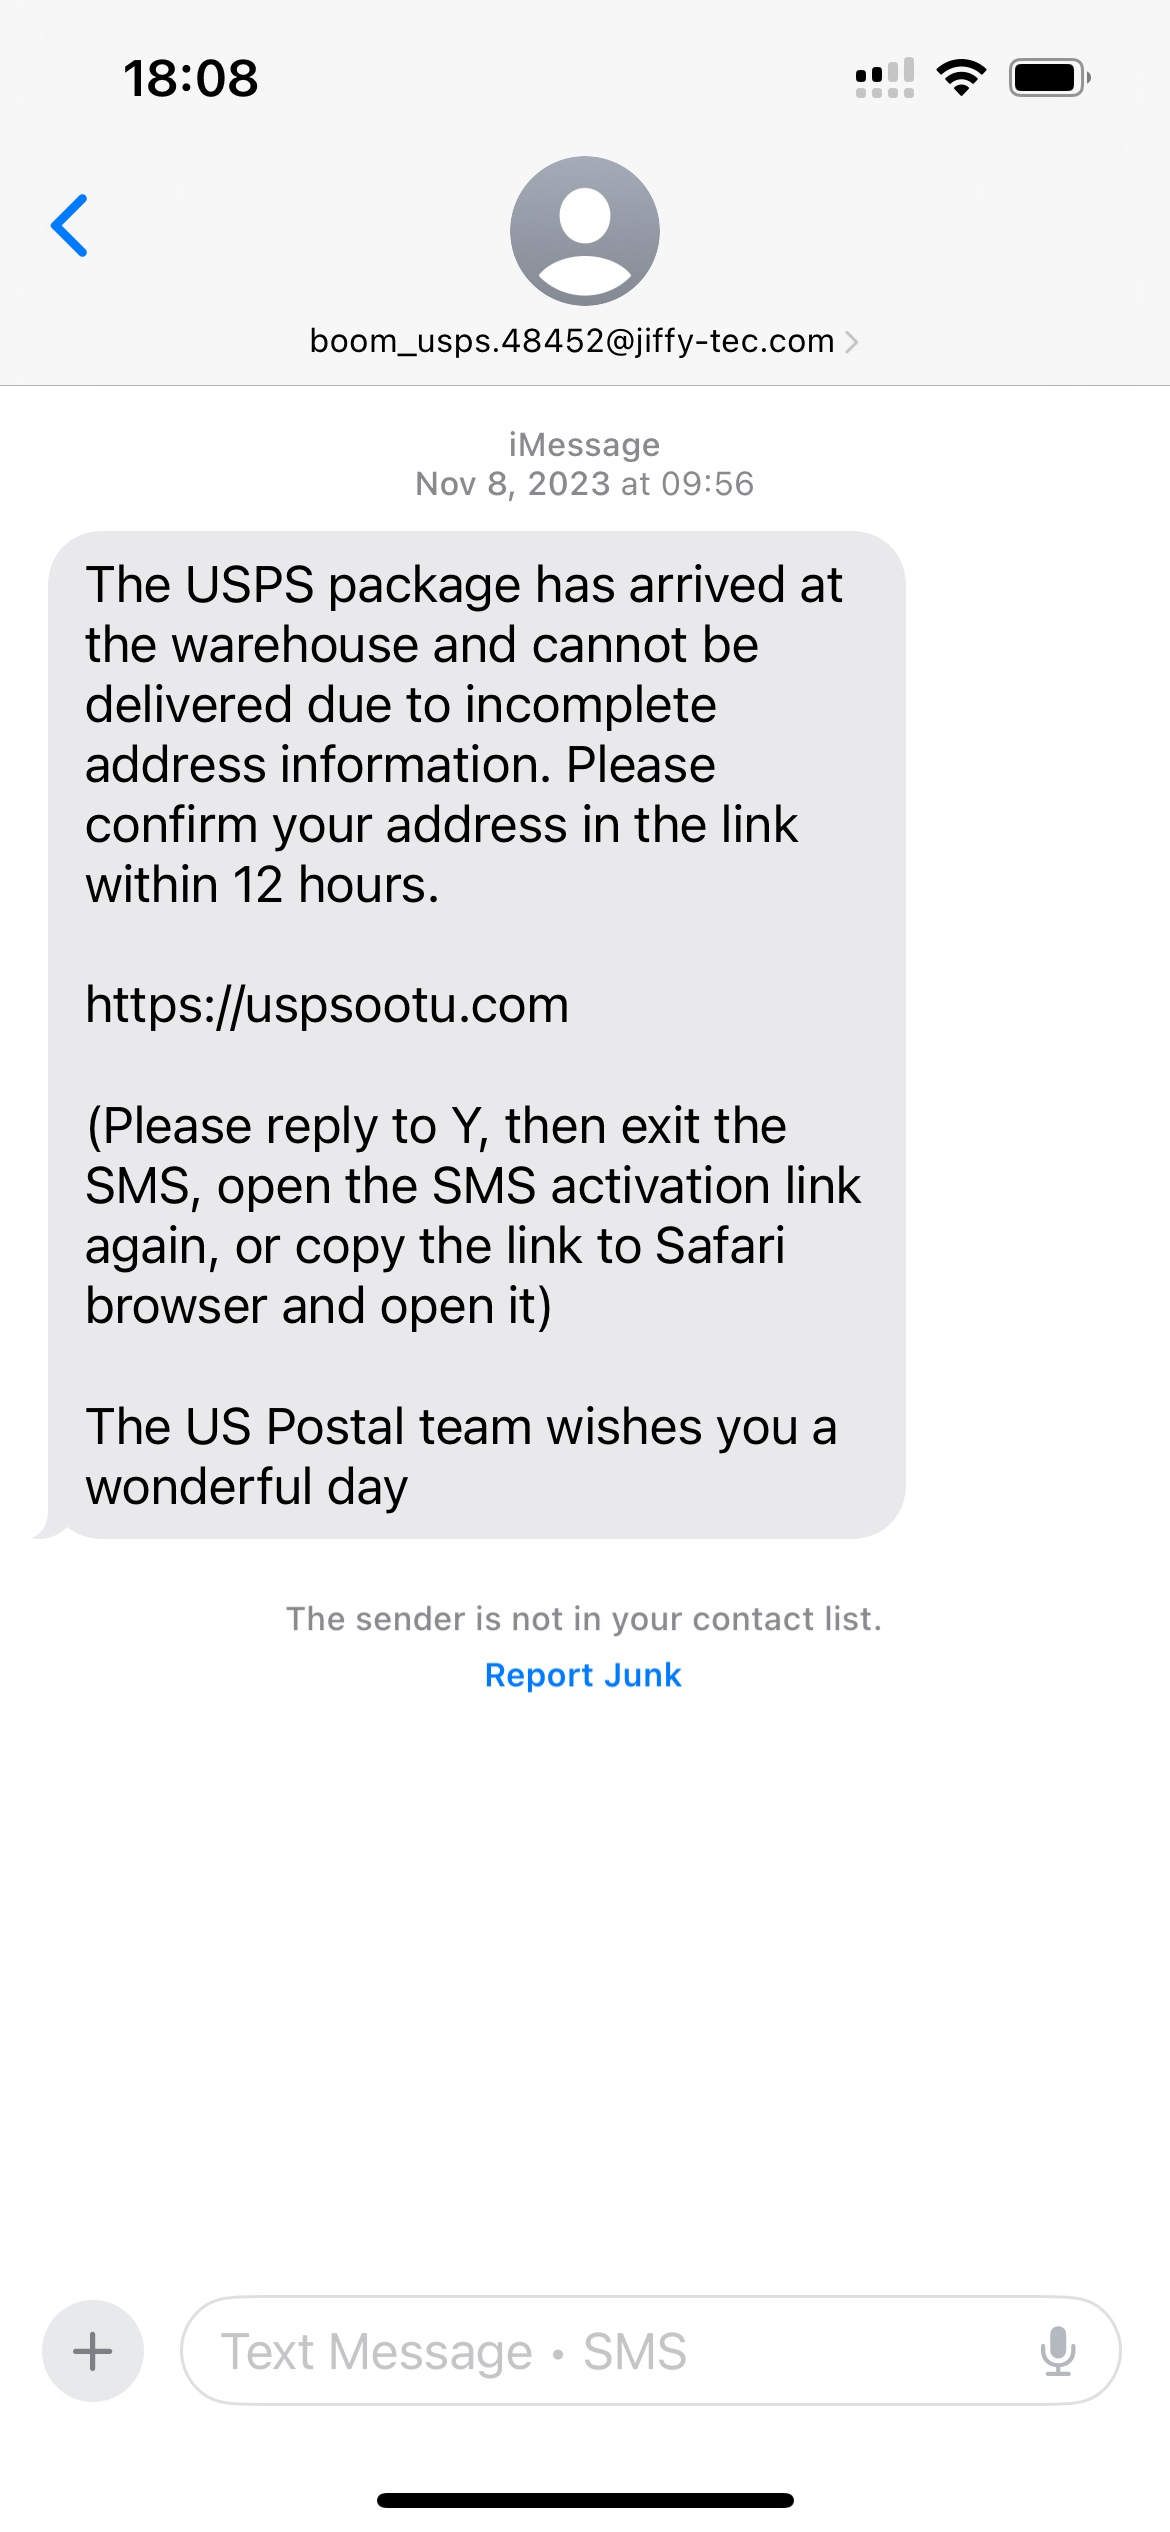 18:08
boom_usps.48452@jiffy-tec.com
iMessage
Nov 8, 2023 at 09:56
The USPS package has arrived at
the warehouse and cannot be
delivered due to incomplete
address information. Please
confirm your address in the link
within 12 hours.
https://uspsootu.com
(Please reply to Y, then exit the
SMS, open the SMS activation link
again, or copy the link to Safari
browser and open it)
The US Postal team wishes you a
wonderful day
The sender is not in your contact list.
Report Junk
Text Message • SMS